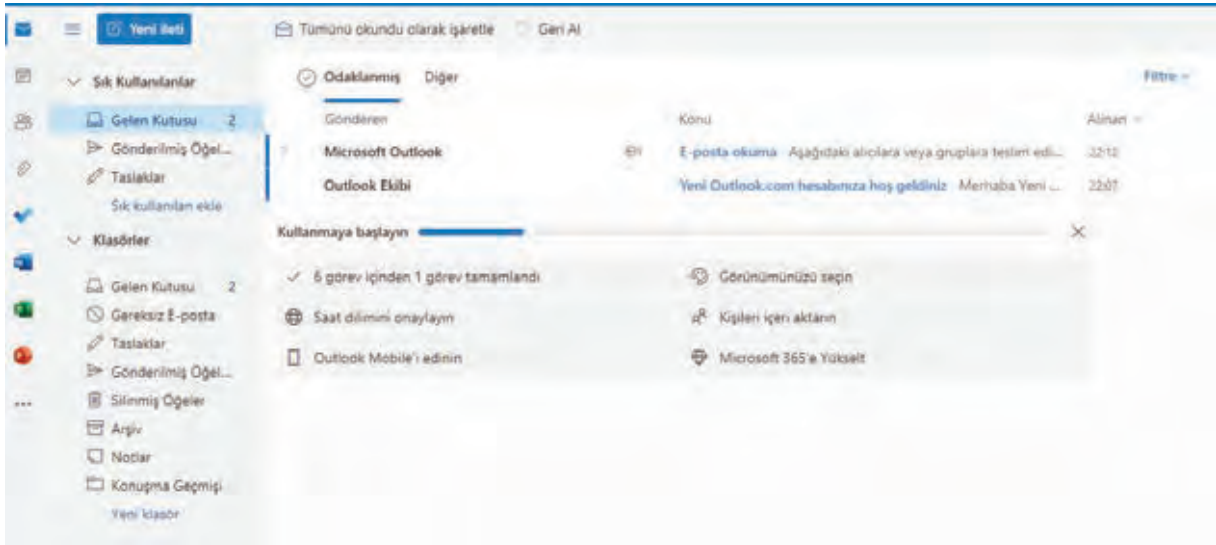 Yeni ileti
Tümünü okundu olarak işaretle Geri Al
Sık Kullanılanlar
Gelen Kutusu 2
Gönderilmiş Öğel...
Taslaklar
Sık kullanılan ekle
Klasörler
Gelen Kutusu 2
Gereksiz E-posta
Taslaklar
Gönderilmiş Öğel...
Silinmiş Öğeler
Arşiv
Notlar
Konuşma Geçmişi
Yeni klasör
Odaklanmış Diğer Filtre
Gönderen Konu Alınan
Microsoft Outlook E-posta okuma Aşağıdaki alıcılara veya gruplara teslim edi... 22:12
Outlook Ekibi Yeni Outlook.com hesabınıza hoş geldiniz Merhaba Yeni ... 22:07
Kullanmaya başlayın
6 görev içinden 1 görev tamamlandı Görünümünüzü seçin
Saat dilimini onaylayın Kişileri içeri aktarın
Outlook Mobile'i edinin Microsoft 365'e Yükselt